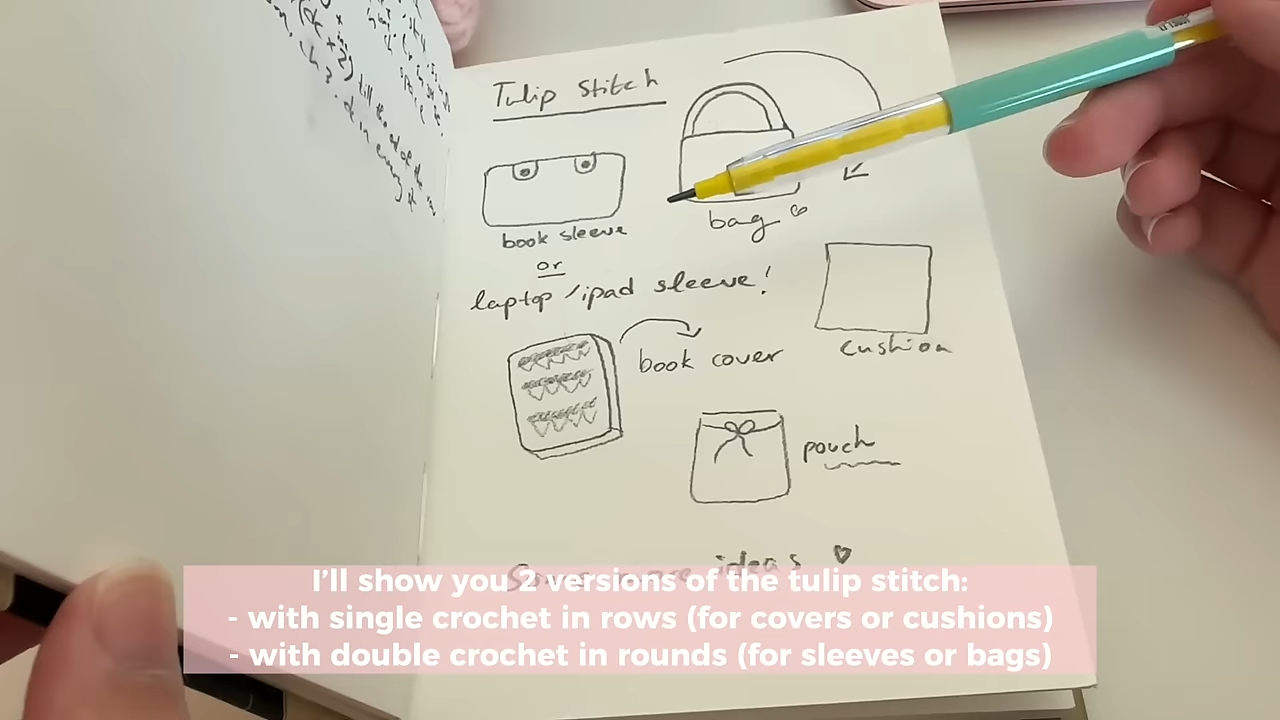 Tulip Stitch
book sleeve
or
laptop/ipad sleeve!
bag
cushion
book cover
pouch
ideas
I'll show you 2 versions of the tulip stitch:
- with single crochet in rows (for covers or cushions)
- with double crochet in rounds (for sleeves or bags)